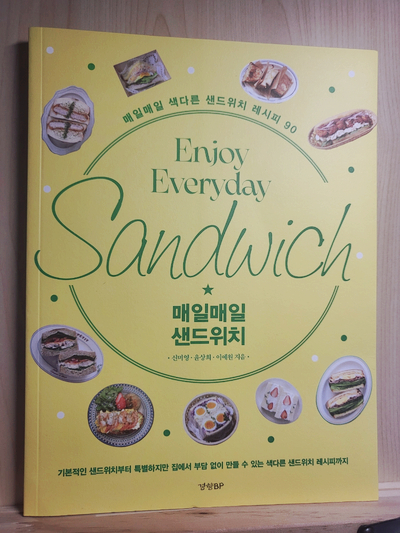 매일매일 색다른 샌드위치 레시피 90
Enjoy
Everyday
Sandwich
매일매일
샌드위치
• 신미영 · 윤상희 · 이예원 지음 •
기본적인 샌드위치부터 특별하지만 집에서 부담 없이 만들 수 있는 색다른 샌드위치 레시피까지
경향BP